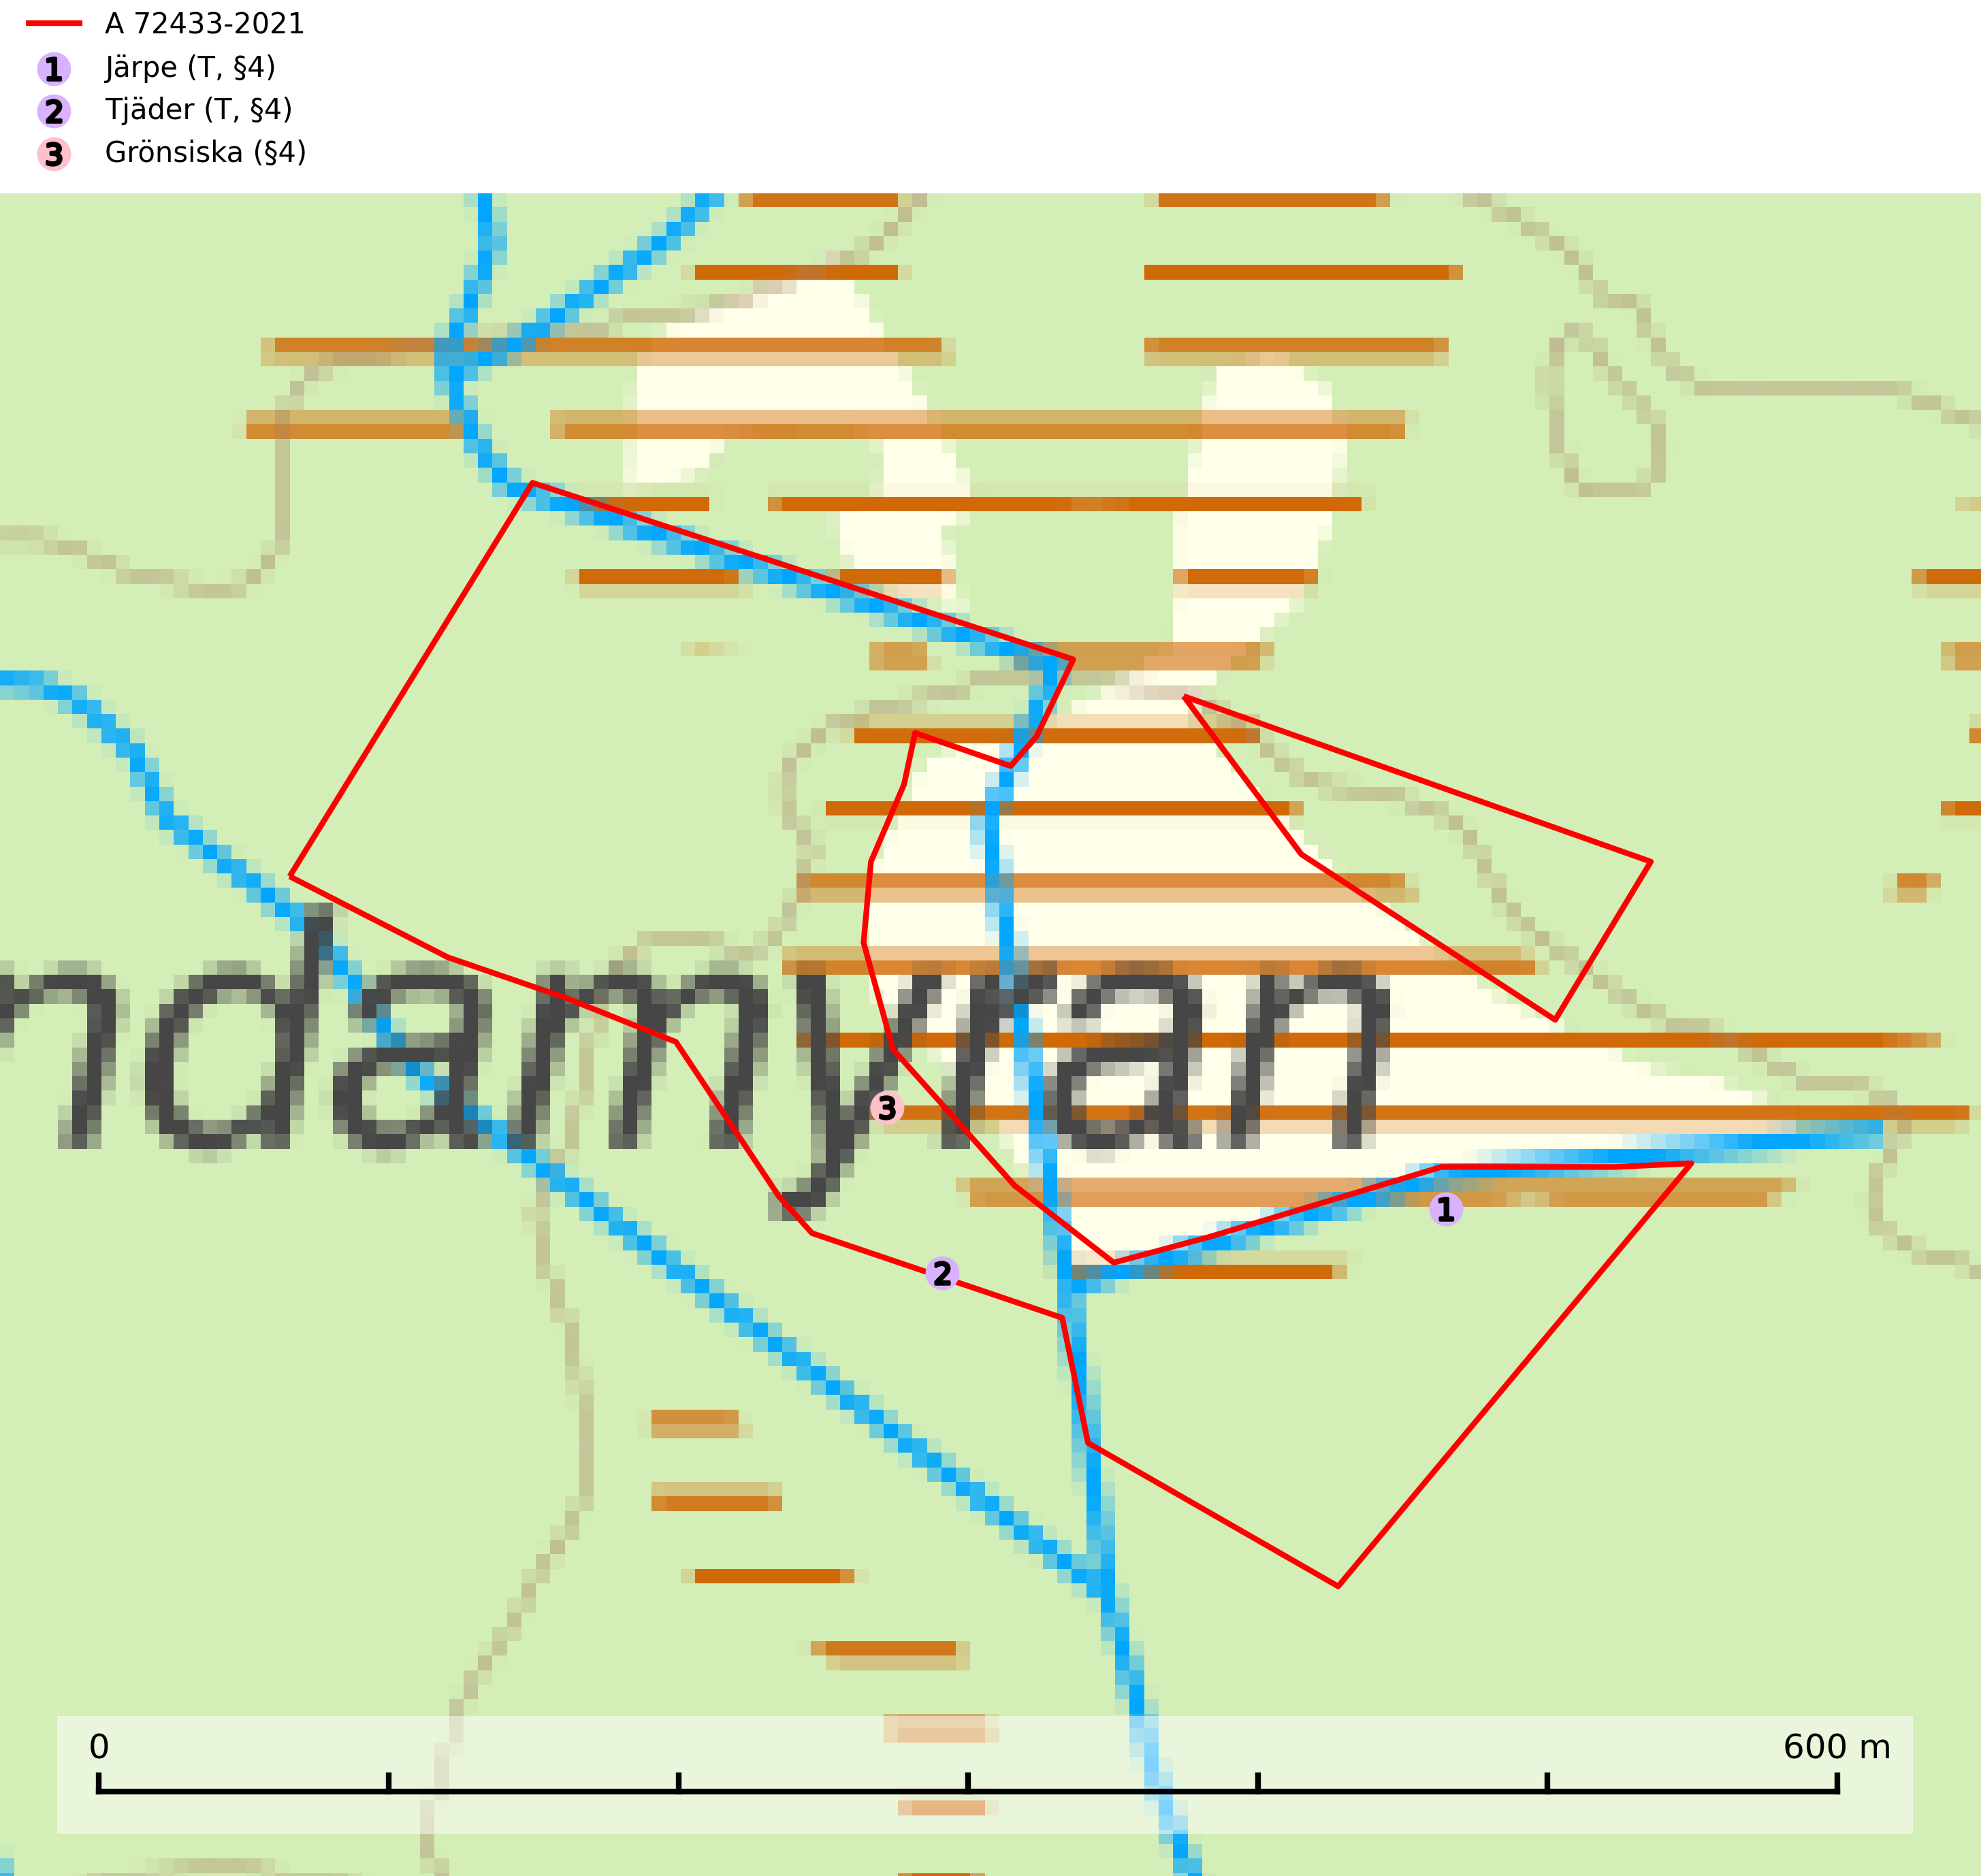 A 72433-2021
1 Järpe (T, §4)
2 Tjäder (T, §4)
3 Grönsiska (§4)
ndamyran
3
1
2
0 600 m